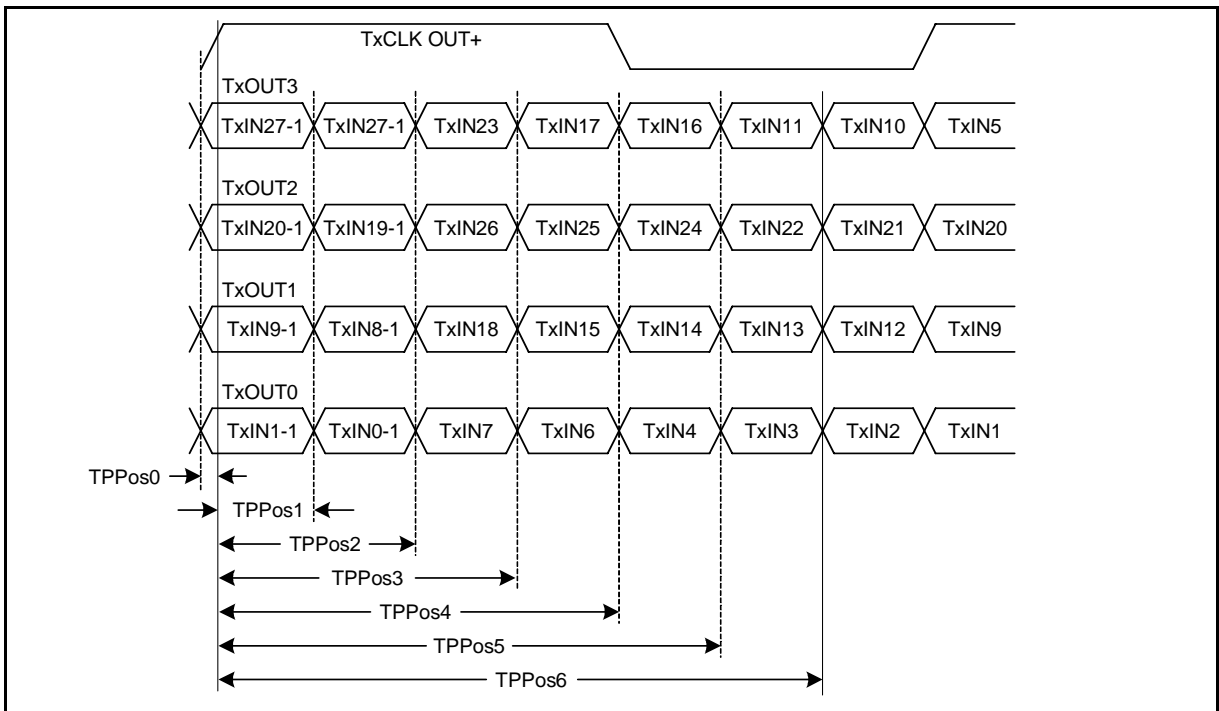 TxCLK OUT+
TxOUT3
TxIN27-1 TxIN27-1 TxIN23 TxIN17 TxIN16 TxIN11 TxIN10 TxIN5
TxOUT2
TxIN20-1 TxIN19-1 TxIN26 TxIN25 TxIN24 TxIN22 TxIN21 TxIN20
TxOUT1
TxIN9-1 TxIN8-1 TxIN18 TxIN15 TxIN14 TxIN13 TxIN12 TxIN9
TxOUT0
TxIN1-1 TxIN0-1 TxIN7 TxIN6 TxIN4 TxIN3 TxIN2 TxIN1
TPPos0
TPPos1
TPPos2
TPPos3
TPPos4
TPPos5
TPPos6